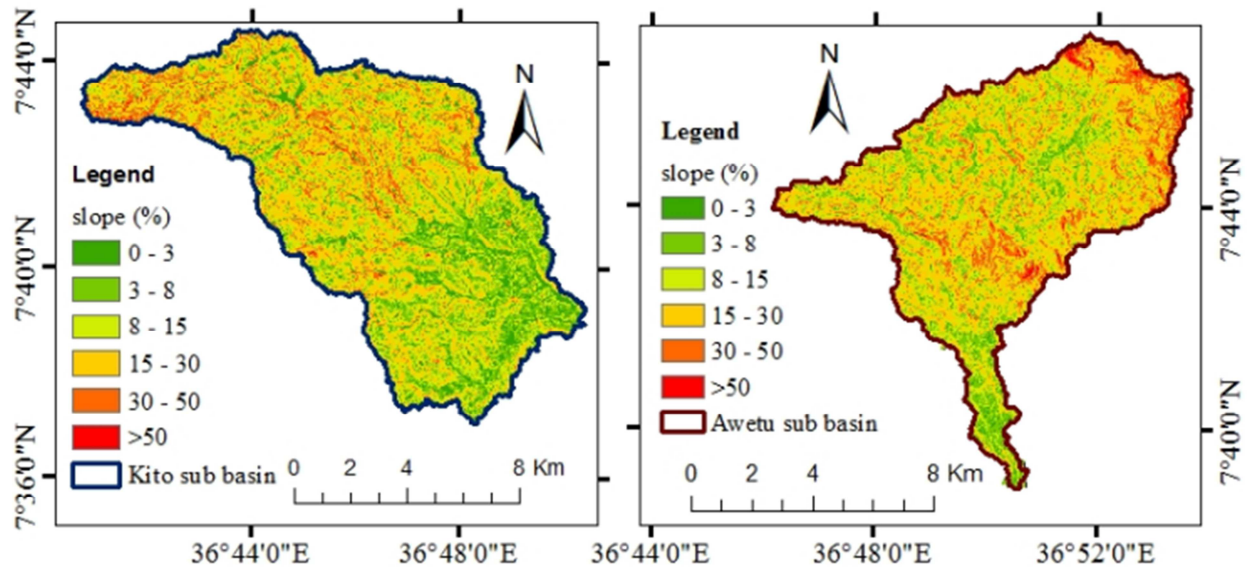 7°44'0"N
7°40'0"N
7°36'0"N
N
Legend
slope (%)
0 - 3
3 - 8
8 - 15
15 - 30
30 - 50
>50
Kito sub basin
0 2 4 8 Km
36°44'0"E 36°48'0"E
N
Legend
slope (%)
0 - 3
3 - 8
8 - 15
15 - 30
30 - 50
>50
Awetu sub basin
0 2 4 8 Km
7°44'0"N
7°40'0"N
36°44'0"E 36°48'0"E 36°52'0"E